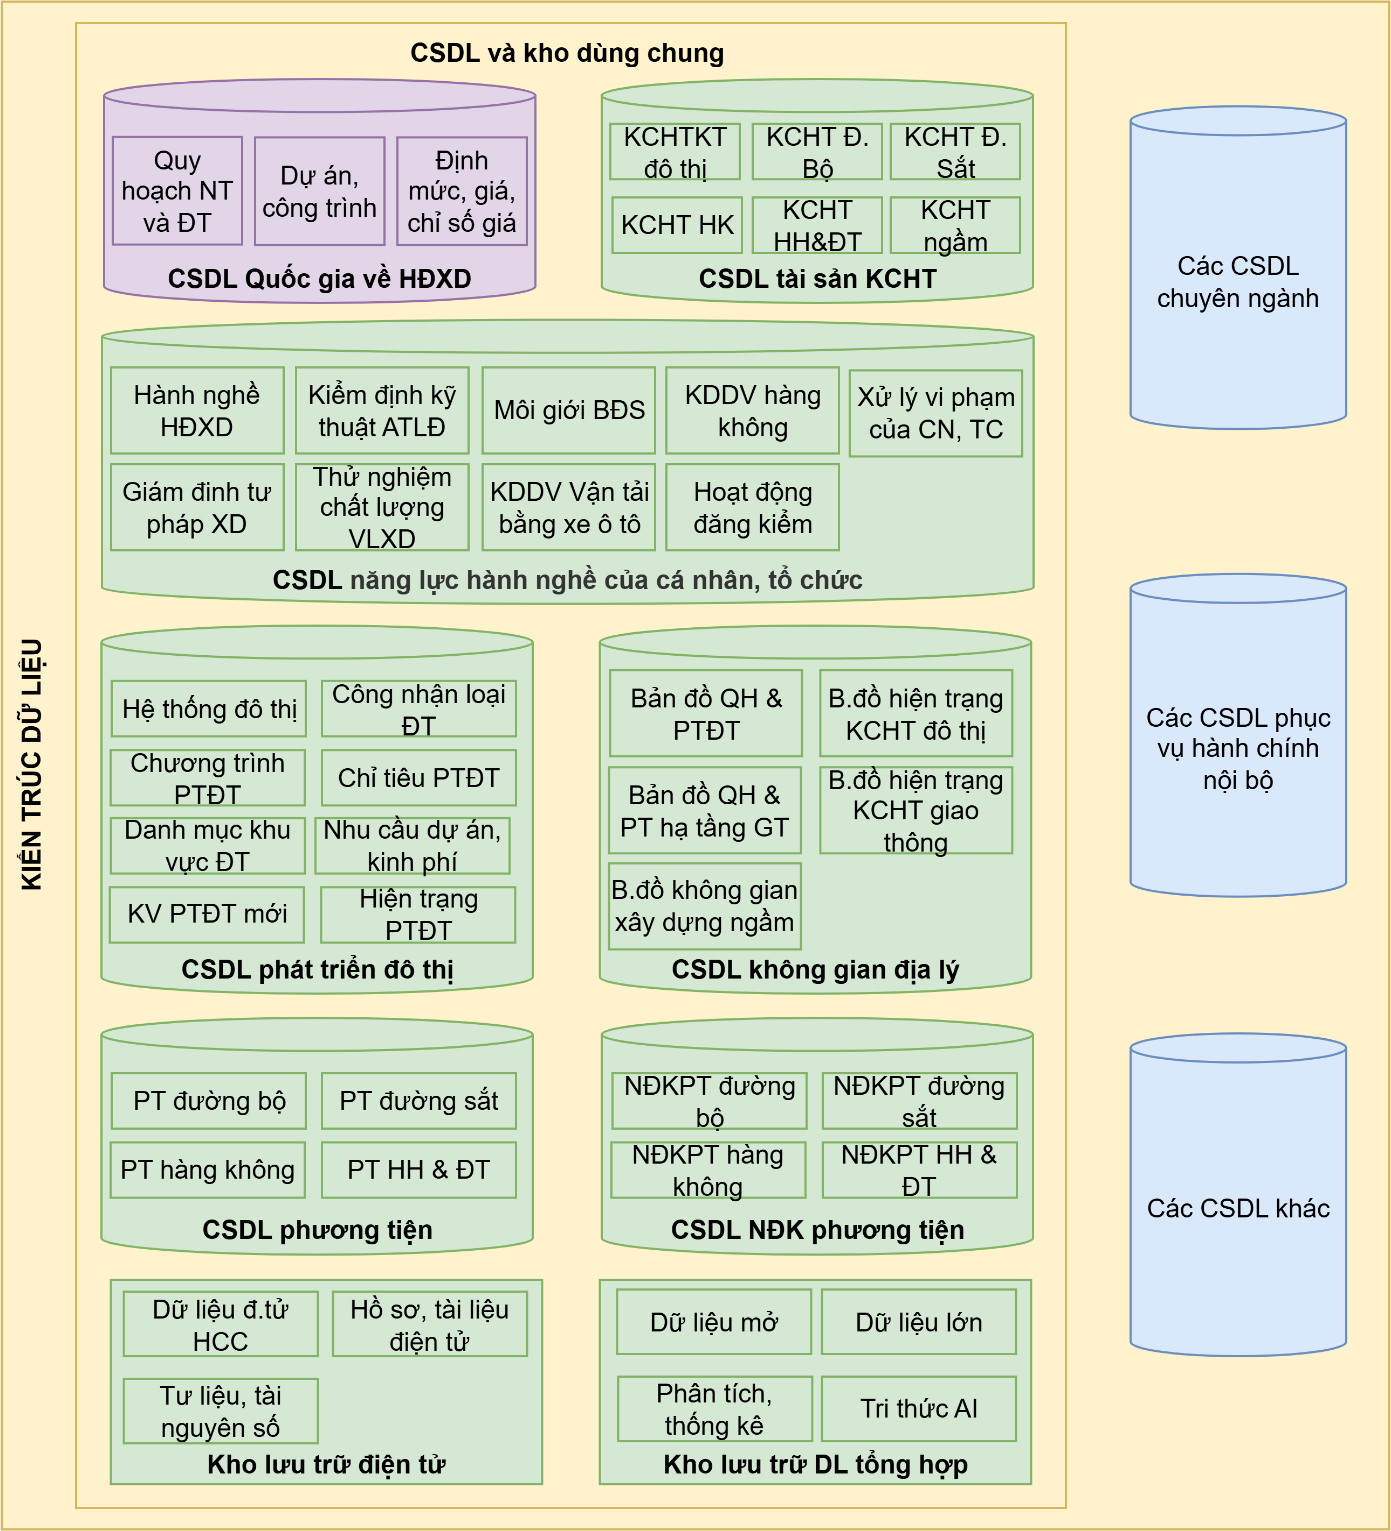 KIẾN TRÚC DỮ LIỆU
CSDL và kho dùng chung
Quy
hoạch NT
và ĐT
Dự án,
công trình
Định
mức, giá,
chỉ số giá
CSDL Quốc gia về HĐXD
KCHTKT
đô thị
KCHT Đ.
Bộ
KCHT Đ.
Sắt
KCHT HK
KCHT
HH&ĐT
KCHT
ngầm
CSDL tài sản KCHT
Hành nghề
HĐXD
Kiểm định kỹ
thuật ATLĐ
Môi giới BĐS
KDDV hàng
không
Xử lý vi phạm
của CN, TC
Giám đinh tư
pháp XD
Thử nghiệm
chất lượng
VLXD
KDDV Vận tải
bằng xe ô tô
Hoạt động
đăng kiểm
CSDL năng lực hành nghề của cá nhân, tổ chức
Hệ thống đô thị
Công nhận loại
ĐT
Chương trình
PTĐT
Chỉ tiêu PTĐT
Danh mục khu
vực ĐT
Nhu cầu dự án,
kinh phí
KV PTĐT mới
Hiện trạng
PTĐT
CSDL phát triển đô thị
Bản đồ QH &
PTĐT
B.đồ hiện trạng
KCHT đô thị
Bản đồ QH &
PT hạ tầng GT
B.đồ hiện trạng
KCHT giao
thông
B.đồ không gian
xây dựng ngầm
CSDL không gian địa lý
PT đường bộ
PT đường sắt
PT hàng không
PT HH & ĐT
CSDL phương tiện
NĐKPT đường
bộ
NĐKPT đường
sắt
NĐKPT hàng
không
NĐKPT HH &
ĐT
CSDL NĐK phương tiện
Dữ liệu đ.tử
HCC
Hồ sơ, tài liệu
điện tử
Tư liệu, tài
nguyên số
Kho lưu trữ điện tử
Dữ liệu mở
Dữ liệu lớn
Phân tích,
thống kê
Tri thức AI
Kho lưu trữ DL tổng hợp
Các CSDL
chuyên ngành
Các CSDL phục
vụ hành chính
nội bộ
Các CSDL khác